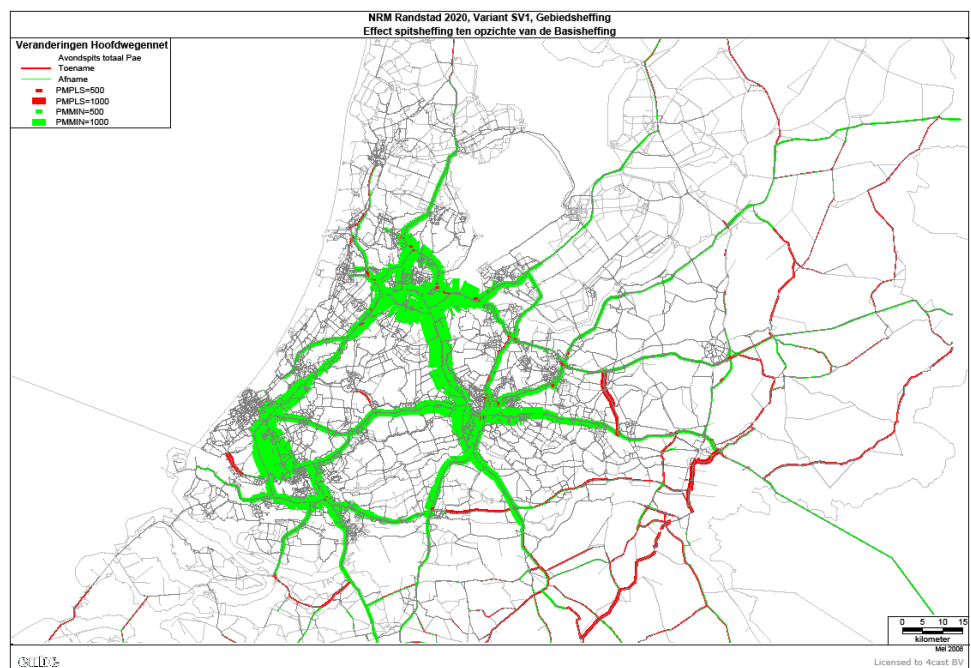 NRM Randstad 2020, Variant SV1, Gebiedsheffing
Effect spitsheffing ten opzichte van de Basisheffing
Veranderingen Hoofdwegennet
Avondspits totaal Pae
Toename
Afname
PMPLS=500
PMPLS=1000
PMMIN=500
PMMIN=1000
0 5 10 15
kilometer
Mei 2008
cube
Licensed to 4cast BV